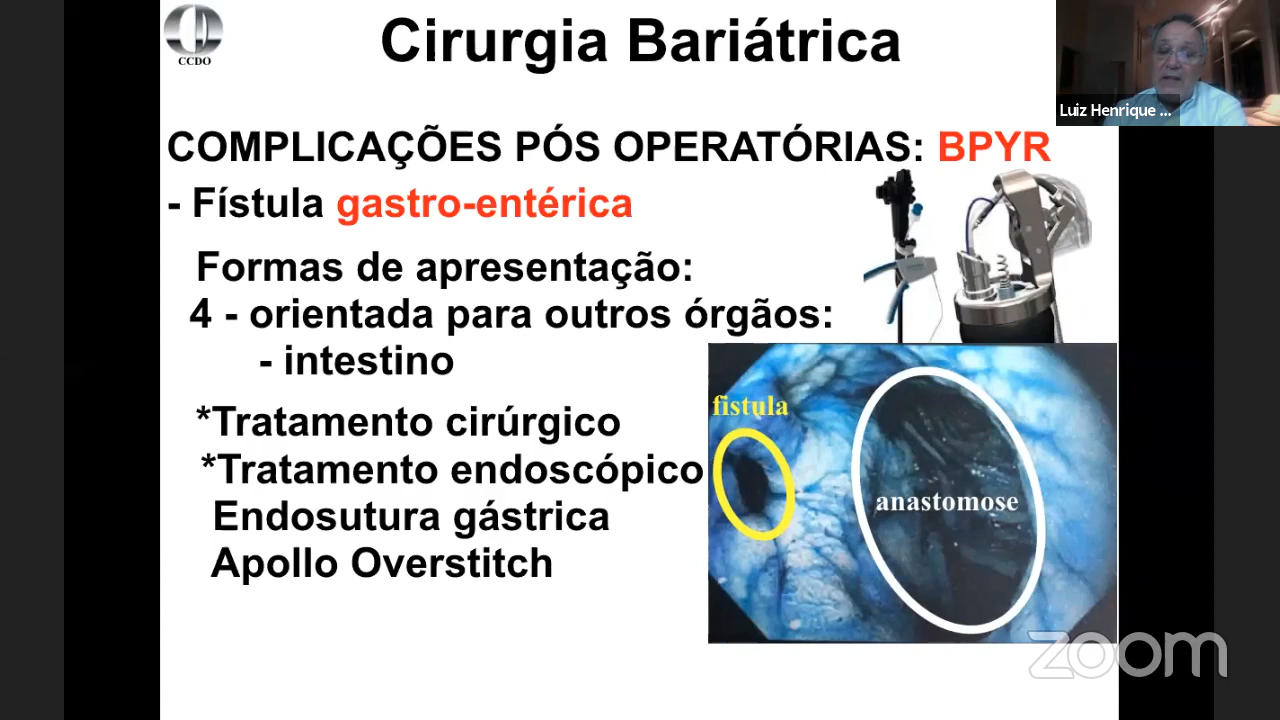 CCDO
Cirurgia Bariátrica
Luiz Henrique ...
COMPLICAÇÕES PÓS OPERATÓRIAS: BPYR
- Fístula gastro-entérica
Formas de apresentação:
4 - orientada para outros órgãos:
- intestino
*Tratamento cirúrgico
*Tratamento endoscópico
Endosutura gástrica
Apollo Overstitch
fistula
anastomose
zoom